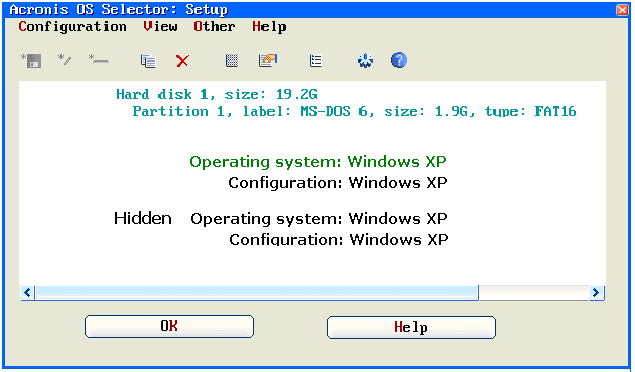 Acronis OS Selector: Setup
Configuration View Other Help
Hard disk 1, size: 19.2G
Partition 1, label: MS-DOS 6, size: 1.9G, type: FAT16
Operating system: Windows XP
Configuration: Windows XP
Hidden Operating system: Windows XP
Configuration: Windows XP
OK Help